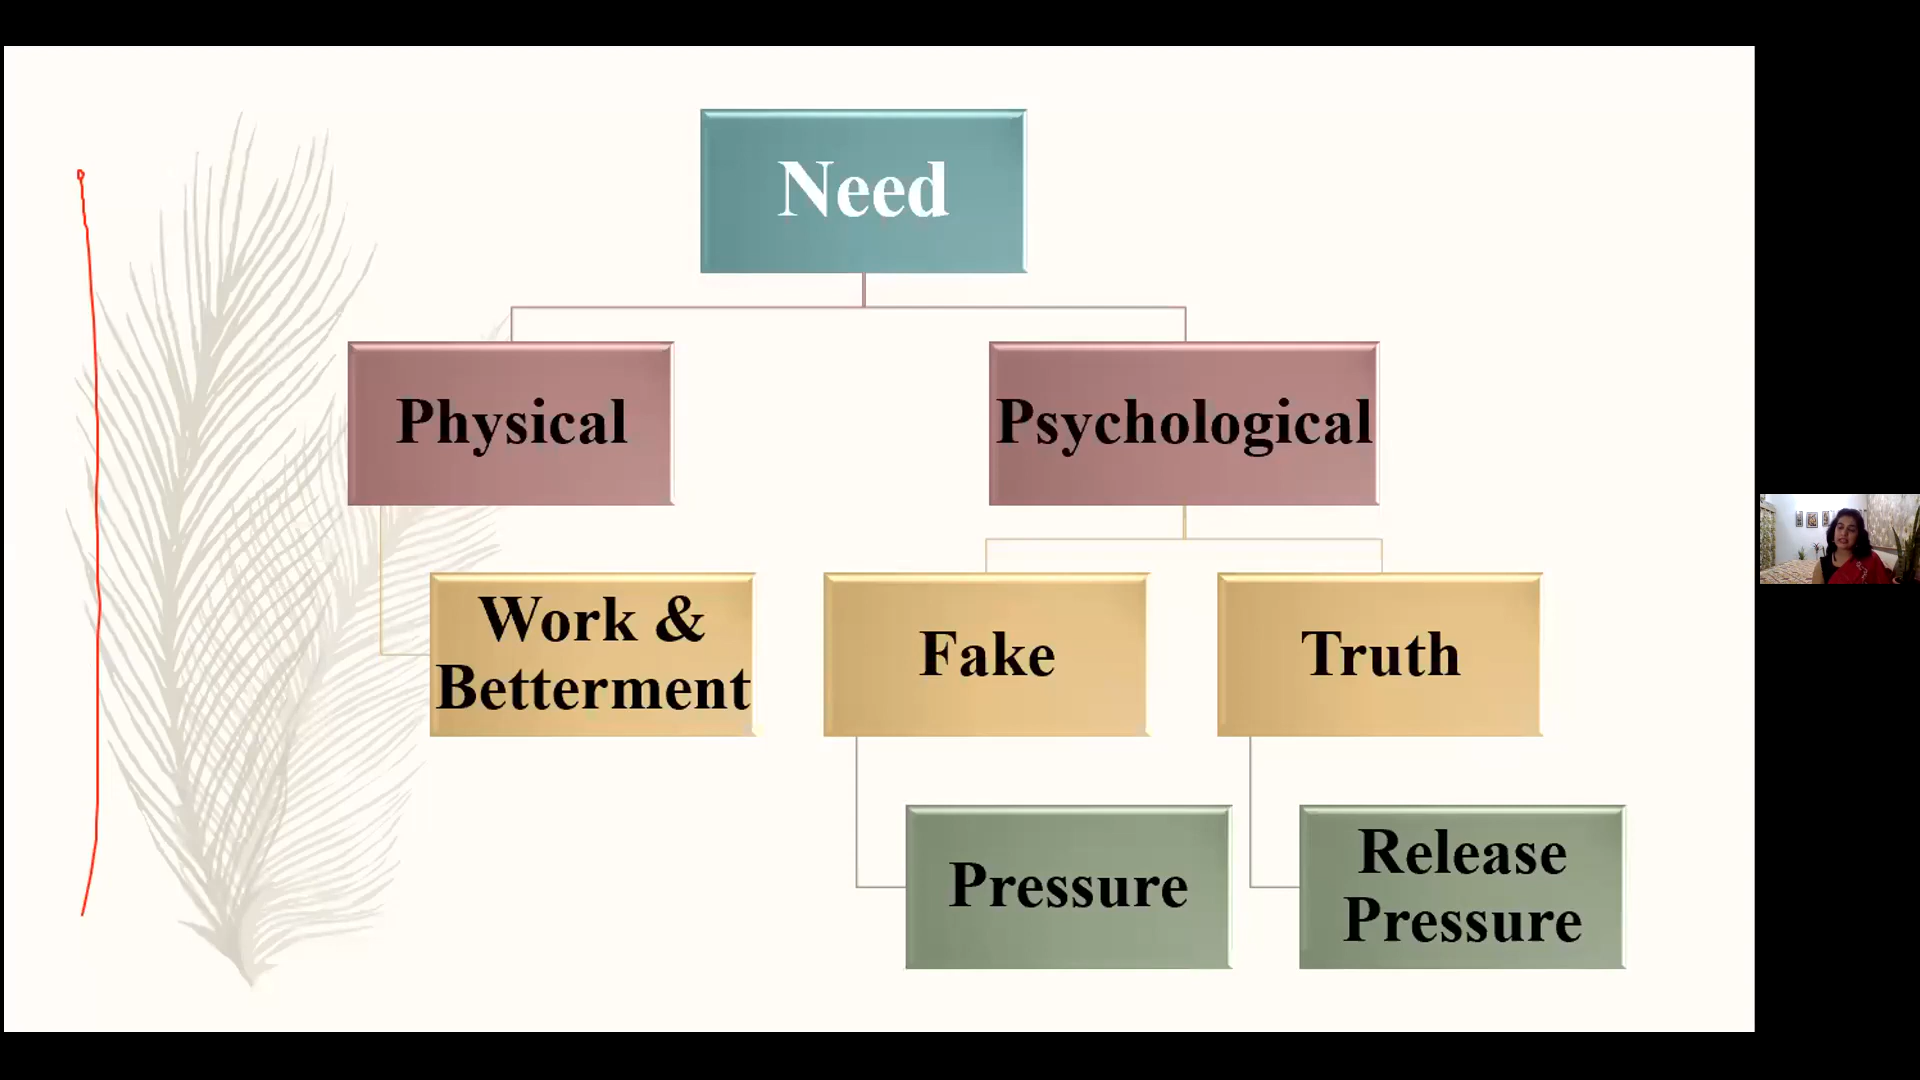 Need
Physical
Psychological
Work &
Betterment
Fake
Truth
Pressure
Release
Pressure